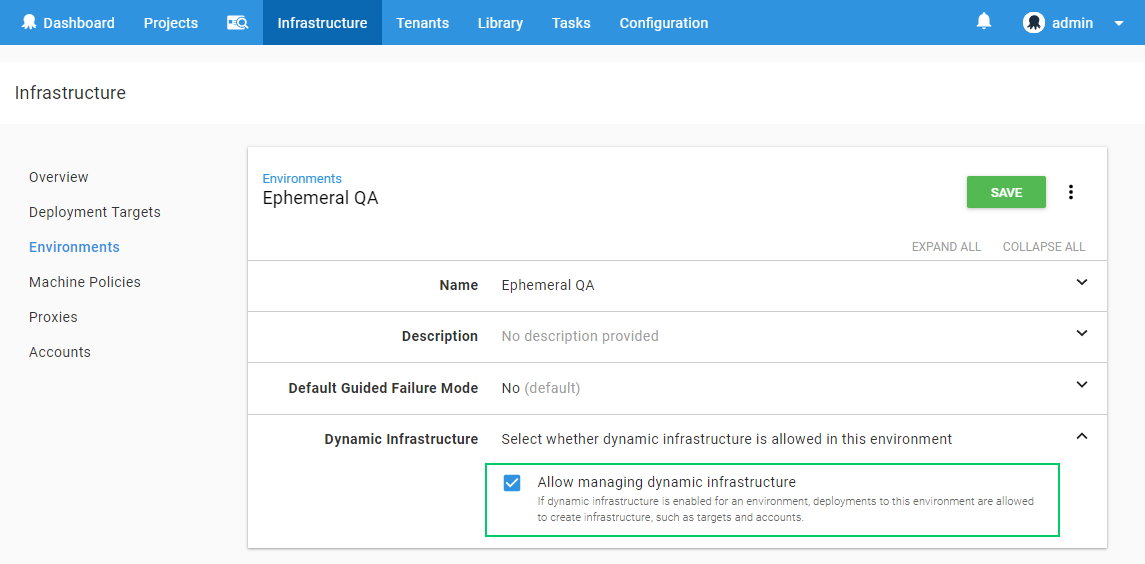 Dashboard Projects Infrastructure Tenants Library Tasks Configuration admin
Infrastructure
Overview
Deployment Targets
Environments
Machine Policies
Proxies
Accounts
Environments
Ephemeral QA
SAVE
EXPAND ALL COLLAPSE ALL
Name Ephemeral QA
Description No description provided
Default Guided Failure Mode No (default)
Dynamic Infrastructure Select whether dynamic infrastructure is allowed in this environment
Allow managing dynamic infrastructure
If dynamic infrastructure is enabled for an environment, deployments to this environment are allowed
to create infrastructure, such as targets and accounts.